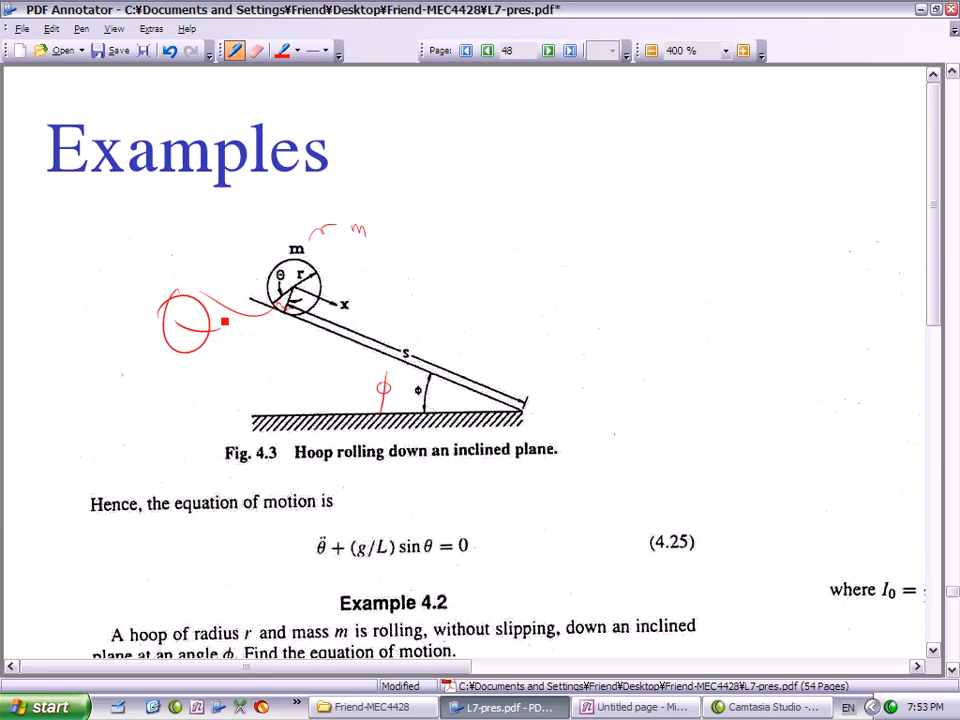 PDF Annotator - C:¥Documents and Settings¥Friend¥Desktop¥Friend-MEC4428¥L7-pres.pdf*
File Edit Pen View Extras Help
Open Save Page: 48 400 %
Examples
r m
m
θ r
x
s
ϕ ϕ
Fig. 4.3 Hoop rolling down an inclined plane.
Hence, the equation of motion is
θ̈ + (g/L) sin θ = 0 (4.25)
where I₀ =
Example 4.2
A hoop of radius r and mass m is rolling, without slipping, down an inclined
plane at an angle ϕ. Find the equation of motion.
Modified C:¥Documents and Settings¥Friend¥Desktop¥Friend-MEC4428¥L7-pres.pdf (54 Pages)
start Friend-MEC4428 L7-pres.pdf - PD... Untitled page - Mi... Camtasia Studio - ... EN 7:53 PM